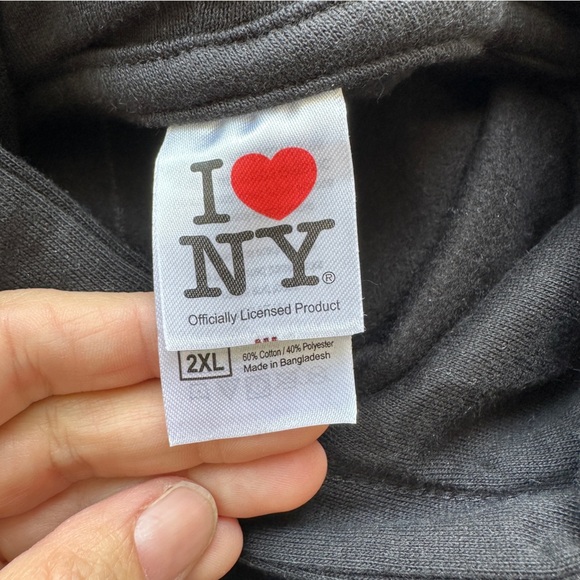 I ❤ NY®
Officially Licensed Product
2XL
60% Cotton / 40% Polyester
Made in Bangladesh